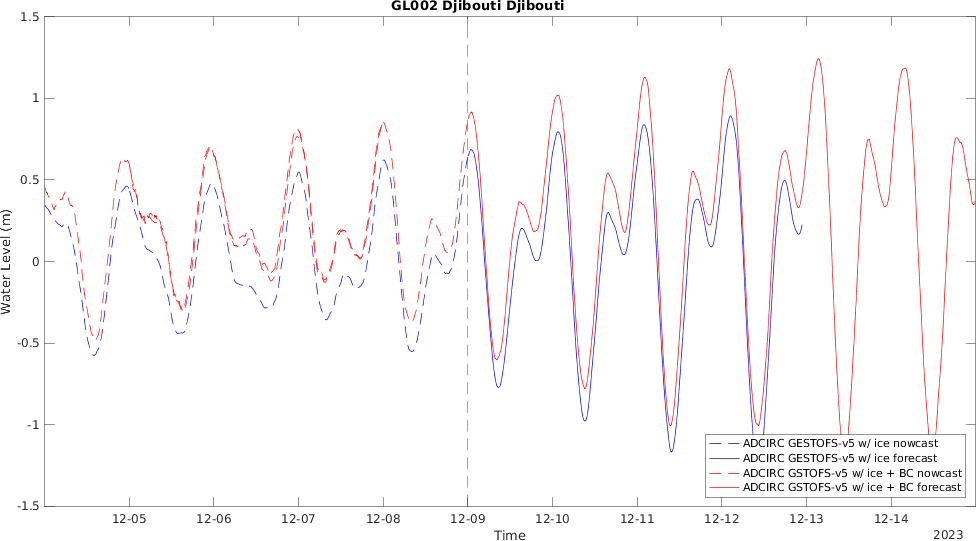 GL002 Djibouti Djibouti
1.5
1
0.5
0
-0.5
-1
-1.5
Water Level (m)
12-05 12-06 12-07 12-08 12-09 12-10 12-11 12-12 12-13 12-14
Time
2023
ADCIRC GESTOFS-v5 w/ ice nowcast
ADCIRC GESTOFS-v5 w/ ice forecast
ADCIRC GSTOFS-v5 w/ ice + BC nowcast
ADCIRC GSTOFS-v5 w/ ice + BC forecast